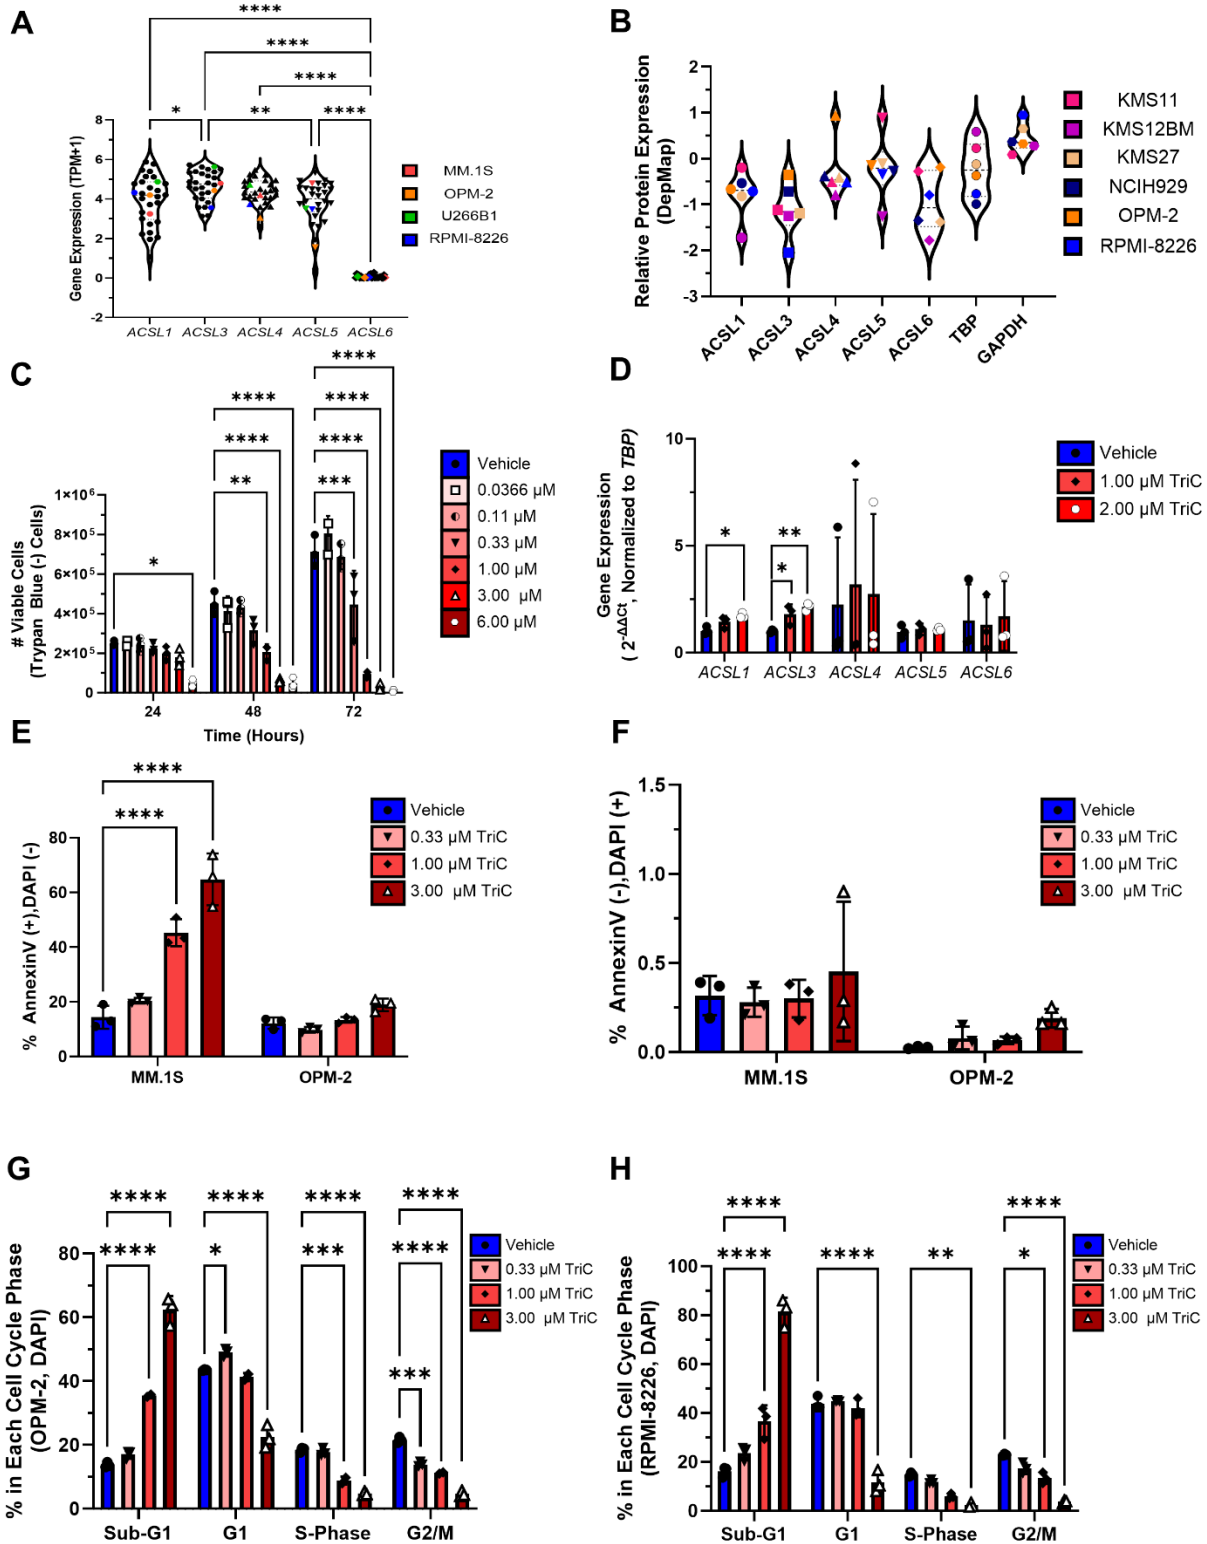 A
****
****
****
*
**
****
Gene Expression (TPM+1)
8
6
4
2
0
-2
ACSL1
ACSL3
ACSL4
ACSL5
ACSL6
MM.1S
OPM-2
U266B1
RPMI-8226
B
Relative Protein Expression
(DepMap)
2
1
0
-1
-2
-3
ACSL1
ACSL3
ACSL4
ACSL5
ACSL6
TBP
GAPDH
KMS11
KMS12BM
KMS27
NCIH929
OPM-2
RPMI-8226
C
# Viable Cells
(Trypan Blue (-) Cells)
1×10⁶
8×10⁵
6×10⁵
4×10⁵
2×10⁵
0
*
****
****
**
****
****
****
***
24
48
72
Time (Hours)
Vehicle
0.0366 µM
0.11 µM
0.33 µM
1.00 µM
3.00 µM
6.00 µM
D
Gene Expression
( 2^-ΔΔCt, Normalized to TBP)
10
5
0
*
**
*
ACSL1
ACSL3
ACSL4
ACSL5
ACSL6
Vehicle
1.00 µM TriC
2.00 µM TriC
E
% AnnexinV (+),DAPI (-)
80
60
40
20
0
****
****
MM.1S
OPM-2
Vehicle
0.33 µM TriC
1.00 µM TriC
3.00 µM TriC
F
% AnnexinV (-),DAPI (+)
1.5
1.0
0.5
0.0
MM.1S
OPM-2
Vehicle
0.33 µM TriC
1.00 µM TriC
3.00 µM TriC
G
% in Each Cell Cycle Phase
(OPM-2, DAPI)
80
60
40
20
0
****
****
****
*
****
***
****
****
***
Sub-G1
G1
S-Phase
G2/M
Vehicle
0.33 µM TriC
1.00 µM TriC
3.00 µM TriC
H
% in Each Cell Cycle Phase
(RPMI-8226, DAPI)
100
80
60
40
20
0
****
****
****
**
****
*
Sub-G1
G1
S-Phase
G2/M
Vehicle
0.33 µM TriC
1.00 µM TriC
3.00 µM TriC